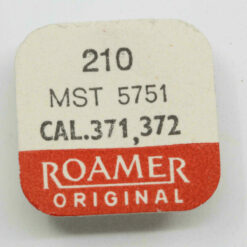 210
MST 5751
CAL.371,372
ROAMER
ORIGINAL